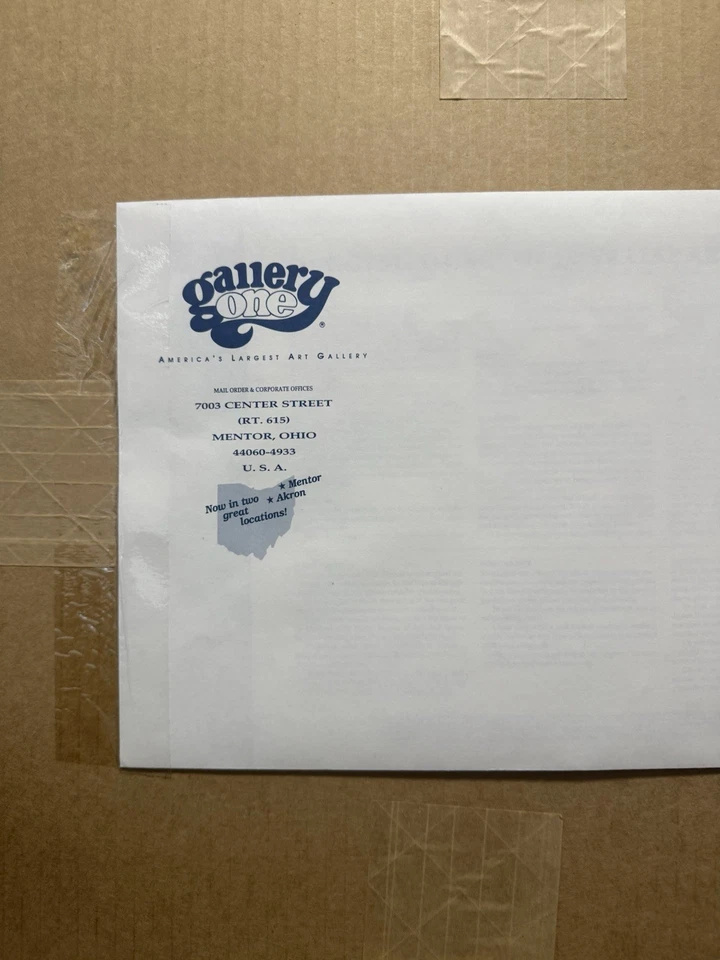 gallery
one
®
AMERICA'S LARGEST ART GALLERY
MAIL ORDER & CORPORATE OFFICES
7003 CENTER STREET
(RT. 615)
MENTOR, OHIO
44060-4933
U. S. A.
★ Mentor
Now in two ★ Akron
great
locations!